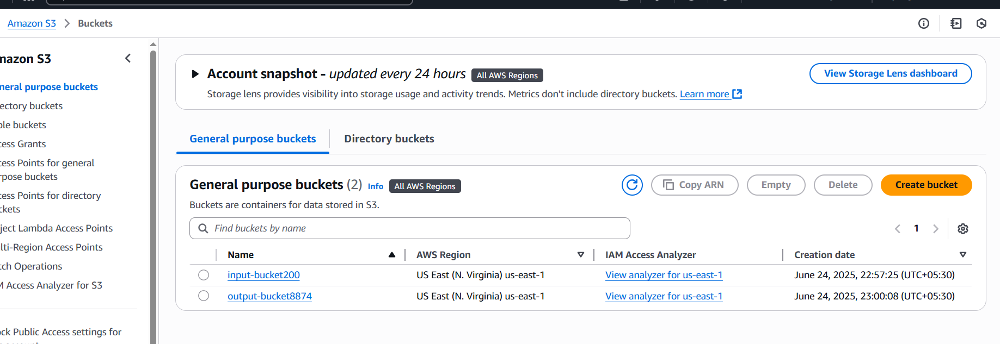 Amazon S3 > Buckets
mazon S3
neral purpose buckets
ectory buckets
ble buckets
cess Grants
cess Points for general
rpose buckets
cess Points for directory
ckets
ject Lambda Access Points
lti-Region Access Points
tch Operations
M Access Analyzer for S3
ock Public Access settings for
Account snapshot - updated every 24 hours All AWS Regions
View Storage Lens dashboard
Storage lens provides visibility into storage usage and activity trends. Metrics don't include directory buckets. Learn more
General purpose buckets Directory buckets
General purpose buckets (2) Info All AWS Regions
Copy ARN Empty Delete Create bucket
Buckets are containers for data stored in S3.
Find buckets by name
1
Name AWS Region IAM Access Analyzer Creation date
input-bucket200 US East (N. Virginia) us-east-1 View analyzer for us-east-1 June 24, 2025, 22:57:25 (UTC+05:30)
output-bucket8874 US East (N. Virginia) us-east-1 View analyzer for us-east-1 June 24, 2025, 23:00:08 (UTC+05:30)